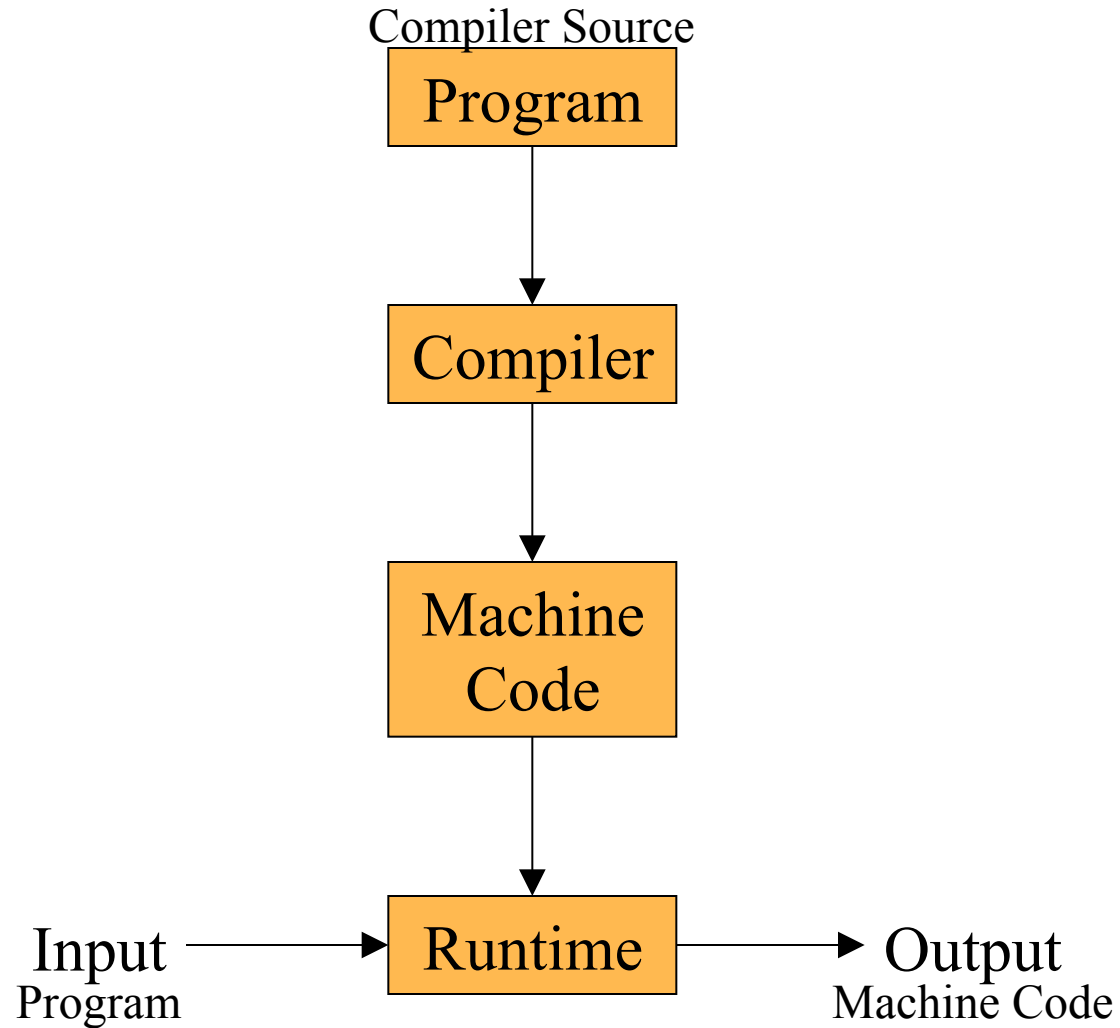 Compiler Source
Program
Compiler
Machine
Code
Input
Program
Runtime
Output
Machine Code